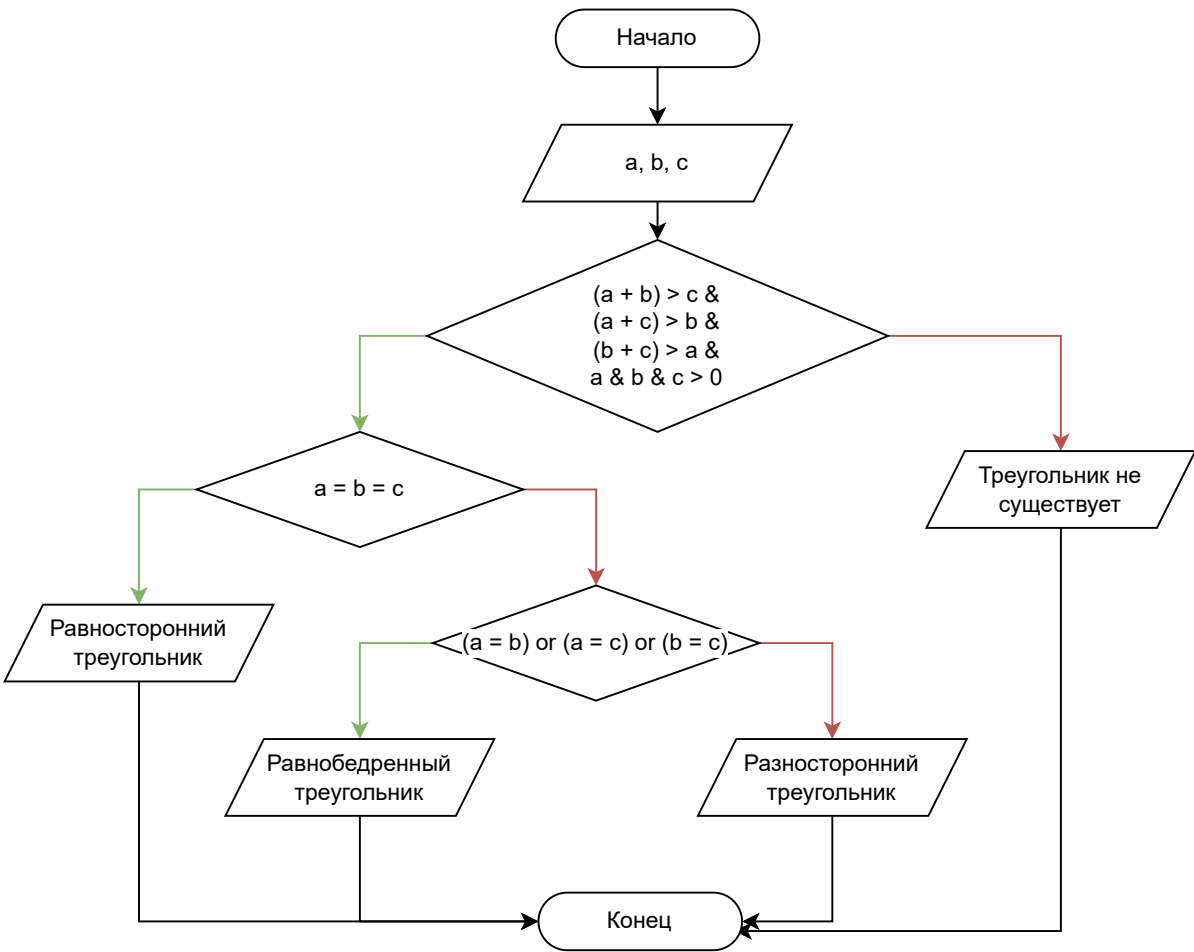 Начало
a, b, c
(a + b) > c &
(a + c) > b &
(b + c) > a &
a & b & c > 0
a = b = c
Треугольник не
существует
Равносторонний
треугольник
(a = b) or (a = c) or (b = c)
Равнобедренный
треугольник
Разносторонний
треугольник
Конец